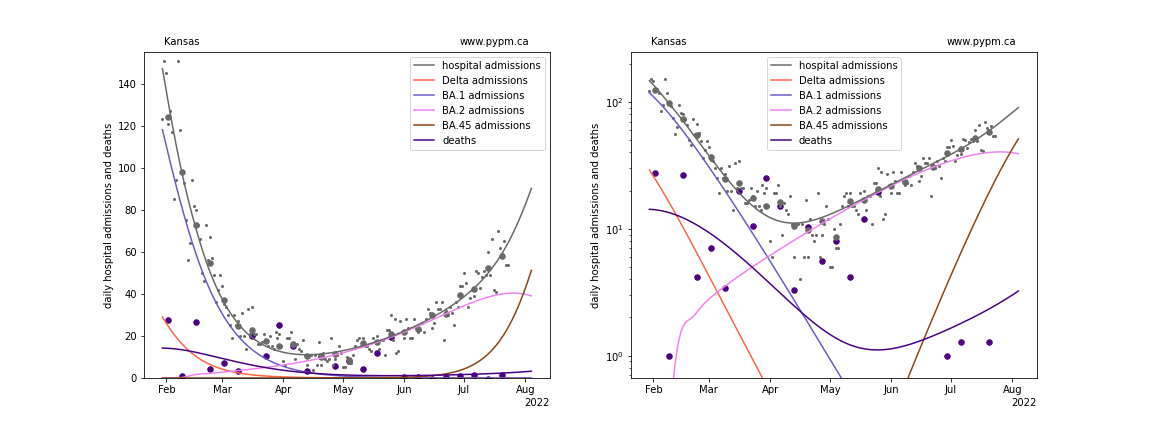 Kansas www.pypm.ca
daily hospital admissions and deaths
140
120
100
80
60
40
20
0
hospital admissions
Delta admissions
BA.1 admissions
BA.2 admissions
BA.45 admissions
deaths
Feb Mar Apr May Jun Jul Aug
2022
Kansas www.pypm.ca
daily hospital admissions and deaths
10²
10¹
10⁰
hospital admissions
Delta admissions
BA.1 admissions
BA.2 admissions
BA.45 admissions
deaths
Feb Mar Apr May Jun Jul Aug
2022